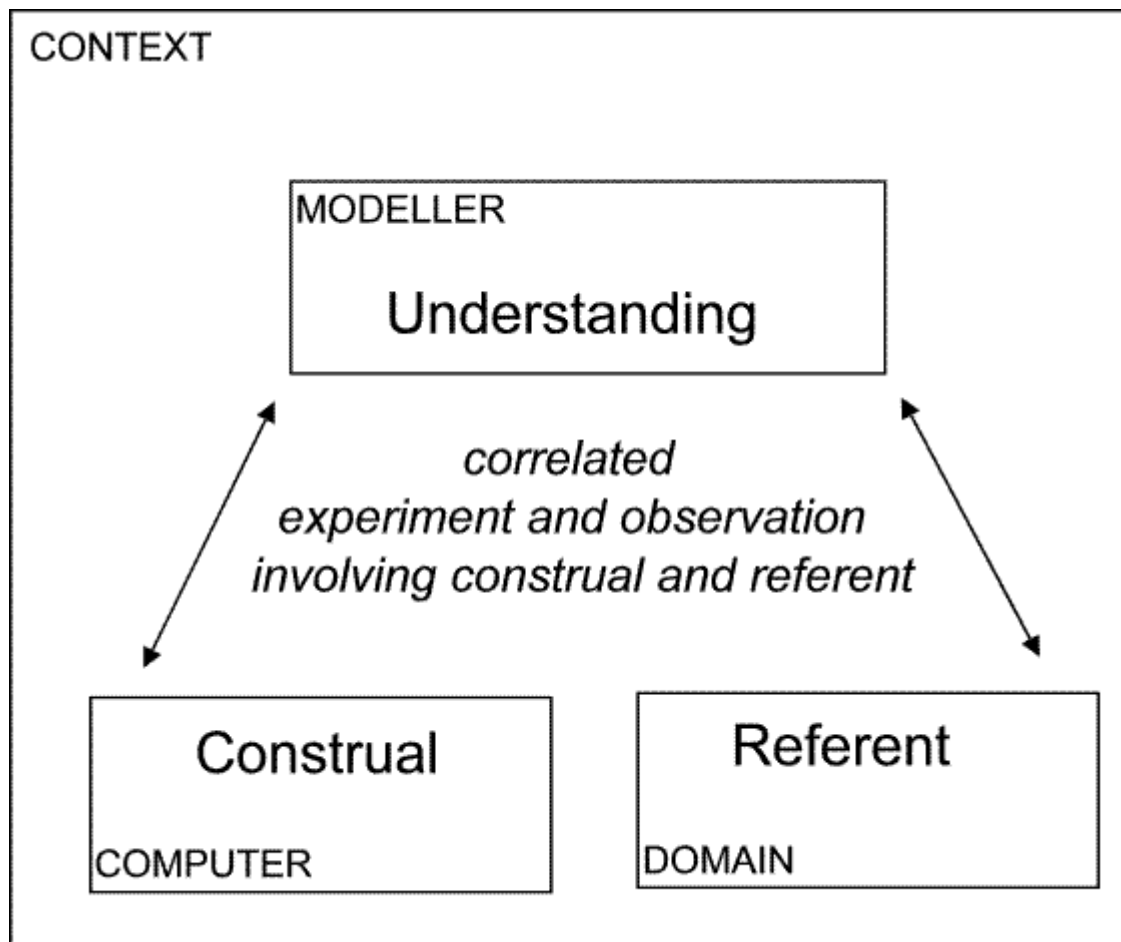 CONTEXT
MODELLER
Understanding
correlated
experiment and observation
involving construal and referent
Construal
COMPUTER
Referent
DOMAIN